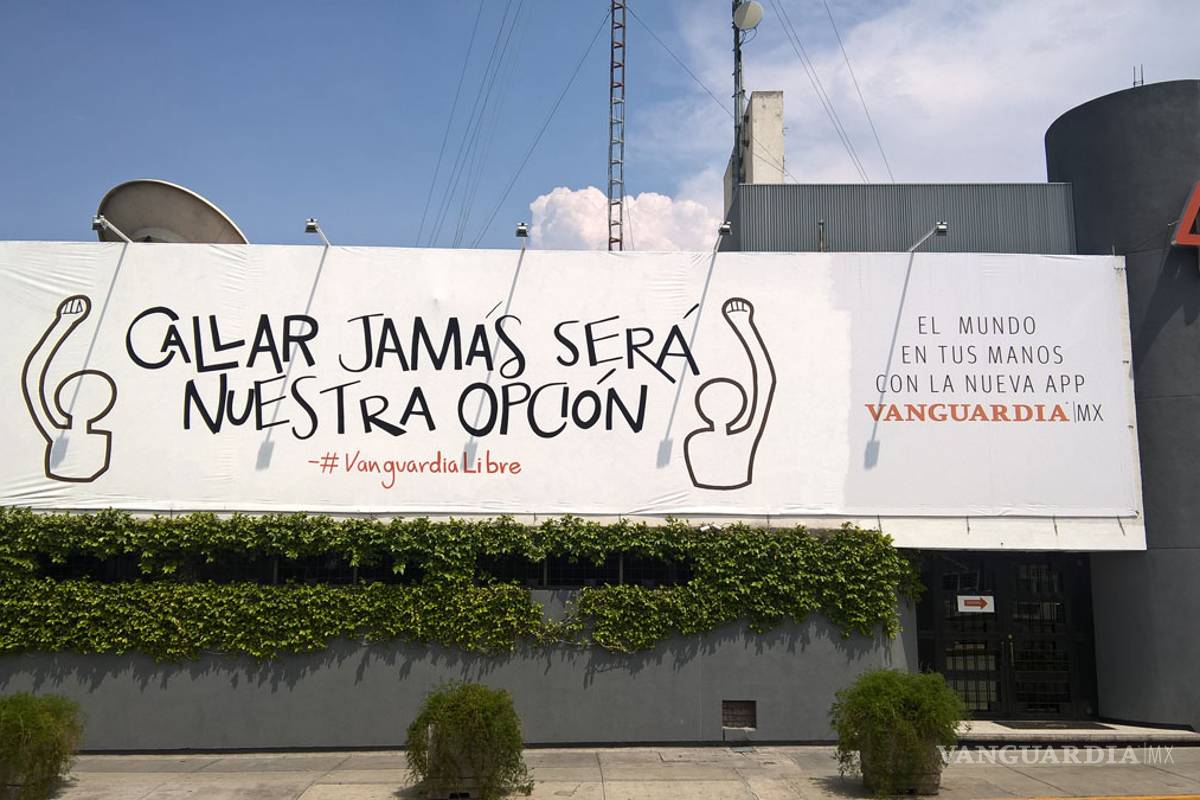 CALLAR JAMÁS SERÁ
NUESTRA OPCIÓN
-#VanguardiaLibre
EL MUNDO
EN TUS MANOS
CON LA NUEVA APP
VANGUARDIA|MX
VANGUARDIA|MX